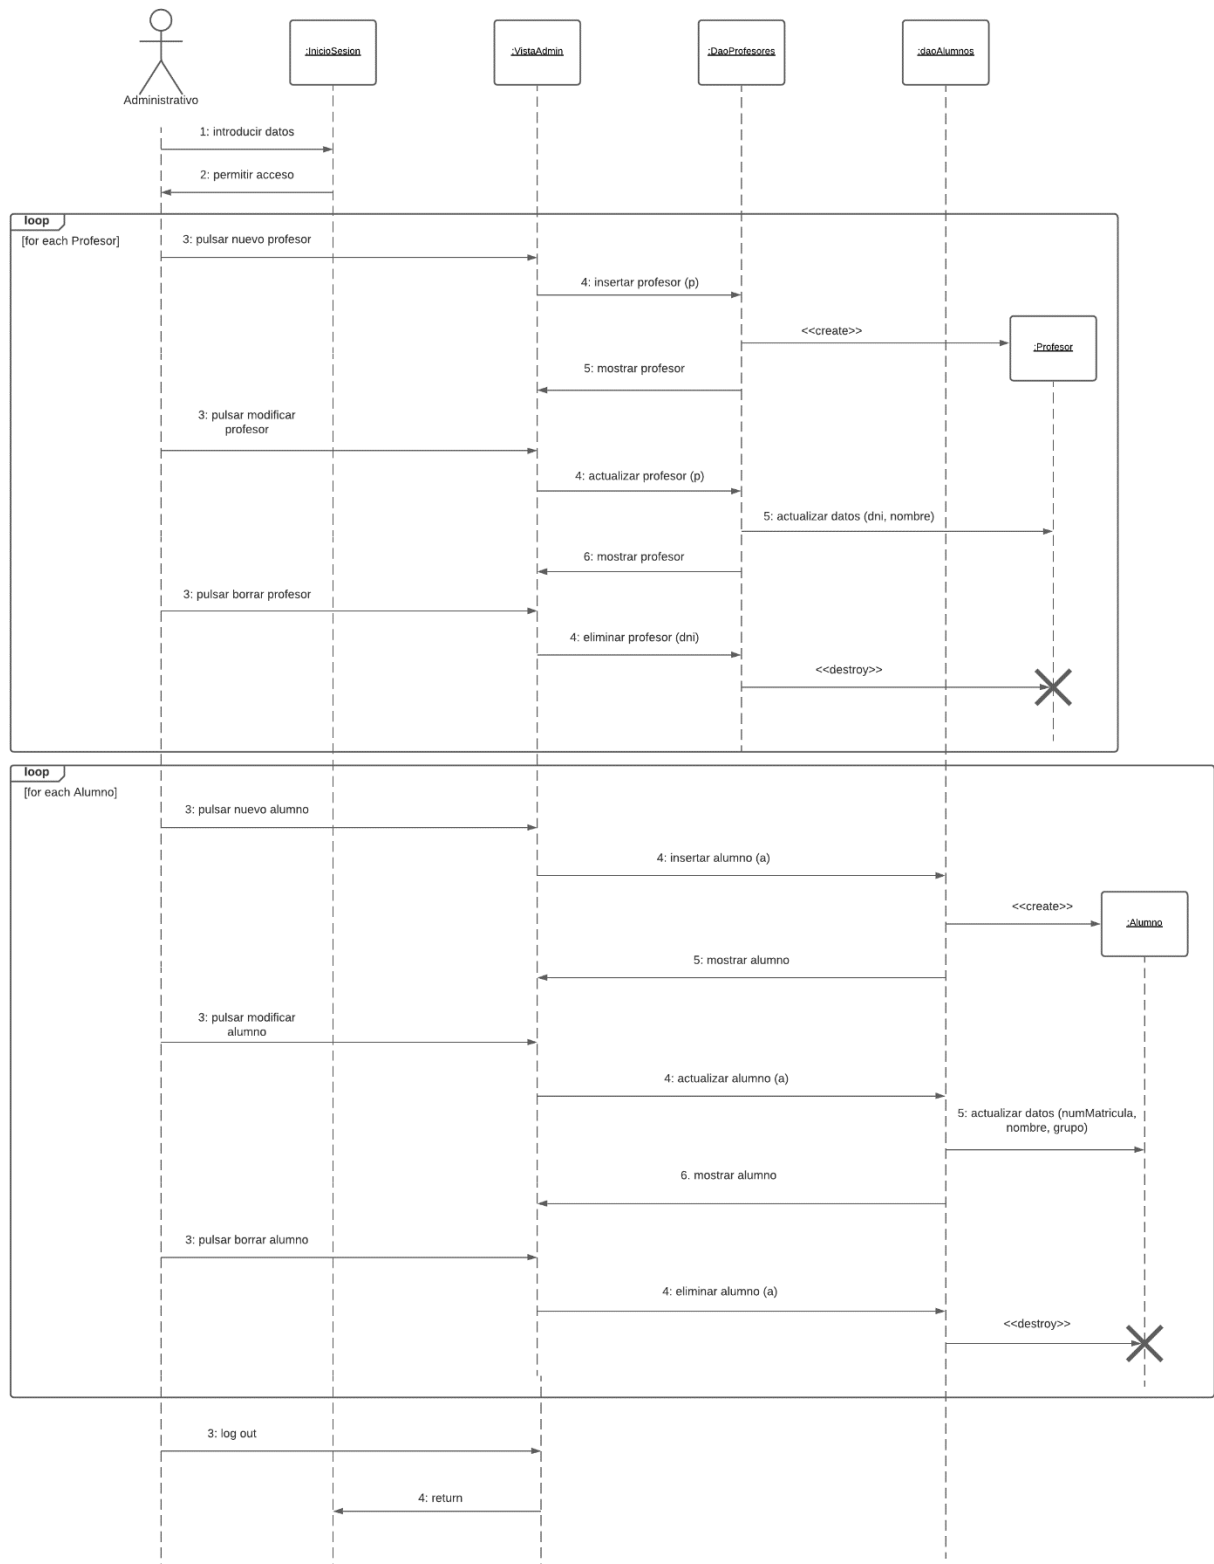 :InicioSesion
:VistaAdmin
:DaoProfesores
:daoAlumnos
Administrativo
1: introducir datos
2: permitir acceso
loop
[for each Profesor]
3: pulsar nuevo profesor
4: insertar profesor (p)
<<create>>
:Profesor
5: mostrar profesor
3: pulsar modificar
profesor
4: actualizar profesor (p)
5: actualizar datos (dni, nombre)
6: mostrar profesor
3: pulsar borrar profesor
4: eliminar profesor (dni)
<<destroy>>
loop
[for each Alumno]
3: pulsar nuevo alumno
4: insertar alumno (a)
<<create>>
:Alumno
5: mostrar alumno
3: pulsar modificar
alumno
4: actualizar alumno (a)
5: actualizar datos (numMatricula,
nombre, grupo)
6. mostrar alumno
3: pulsar borrar alumno
4: eliminar alumno (a)
<<destroy>>
3: log out
4: return